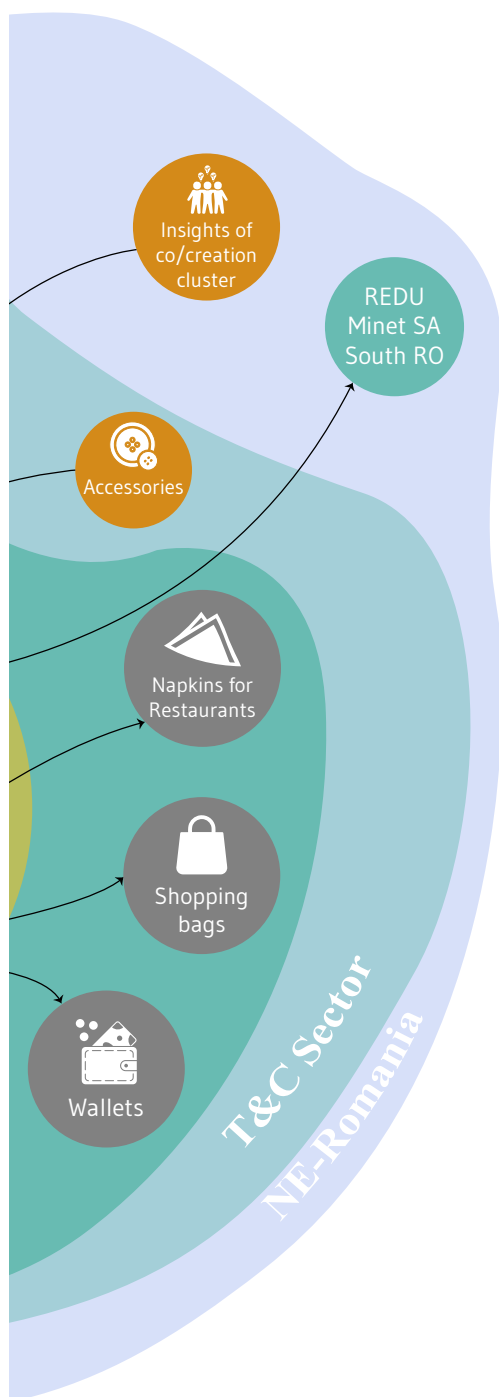 Insights of
co/creation
cluster
REDU
Minet SA
South RO
Accessories
Napkins for
Restaurants
Shopping
bags
Wallets
T&C Sector
NE-Romania